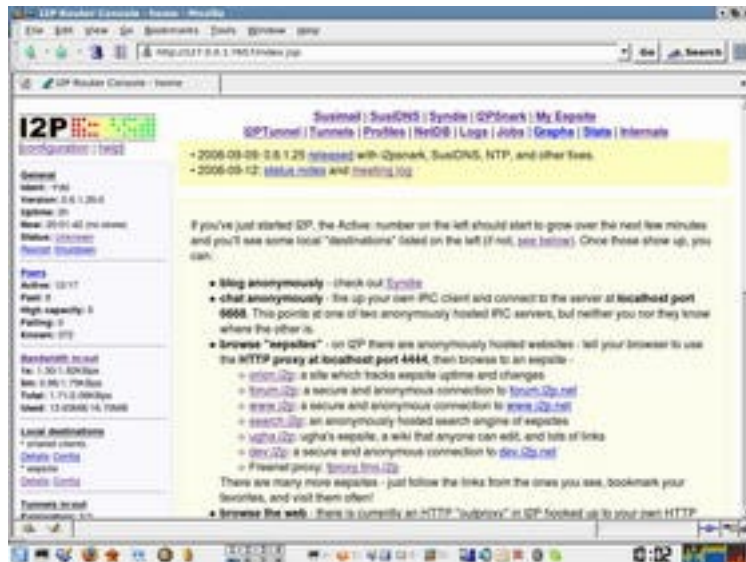 I2P Router Console - home - Mozilla
File Edit View Go Bookmarks Tools Window Help
Go Search
I2P Router Console - home
I2P
configuration | help
Susimail | SusiDNS | Syndie | I2PSnark | My Eepsite
I2PTunnel | Tunnels | Profiles | NetDB | Logs | Jobs | Graphs | Stats | Internals
2006-09-09: 0.6.1.25 released with i2psnark, SusiDNS, NTP, and other fixes.
2006-09-12: status notes and meeting log
General
Uptime:
Status: Unknown
Peers
Active: 12/17
Fast:
High capacity: 0
Failing: 0
Known:
Bandwidth in/out
Total:
Used:
Local destinations
* shared clients
Details Config
* eepsite
Details Config
Tunnels in/out
If you've just started I2P, the Active: number on the left should start to grow over the next few minutes
and you'll see some local "destinations" listed on the left (if not, see below). Once those show up, you
can:
• blog anonymously - check out Syndie
• chat anonymously - fire up your own IRC client and connect to the server at localhost port
6668. This points at one of two anonymously hosted IRC servers, but neither you nor they know
where the other is.
• browse "eepsites" - on I2P there are anonymously hosted websites - tell your browser to use
the HTTP proxy at localhost port 4444, then browse to an eepsite -
orion.i2p: a site which tracks eepsite uptime and changes
forum.i2p: a secure and anonymous connection to forum.i2p.net
www.i2p: a secure and anonymous connection to www.i2p.net
search.i2p: an anonymously hosted search engine of eepsites
ugha.i2p: ugha's eepsite, a wiki that anyone can edit, and lots of links
dev.i2p: a secure and anonymous connection to dev.i2p.net
Freenet proxy: fproxy.tino.i2p
There are many more eepsites - just follow the links from the ones you see, bookmark your
favorites, and visit them often!
• browse the web - there is currently an HTTP "outproxy" in I2P hooked up to your own HTTP
0:02